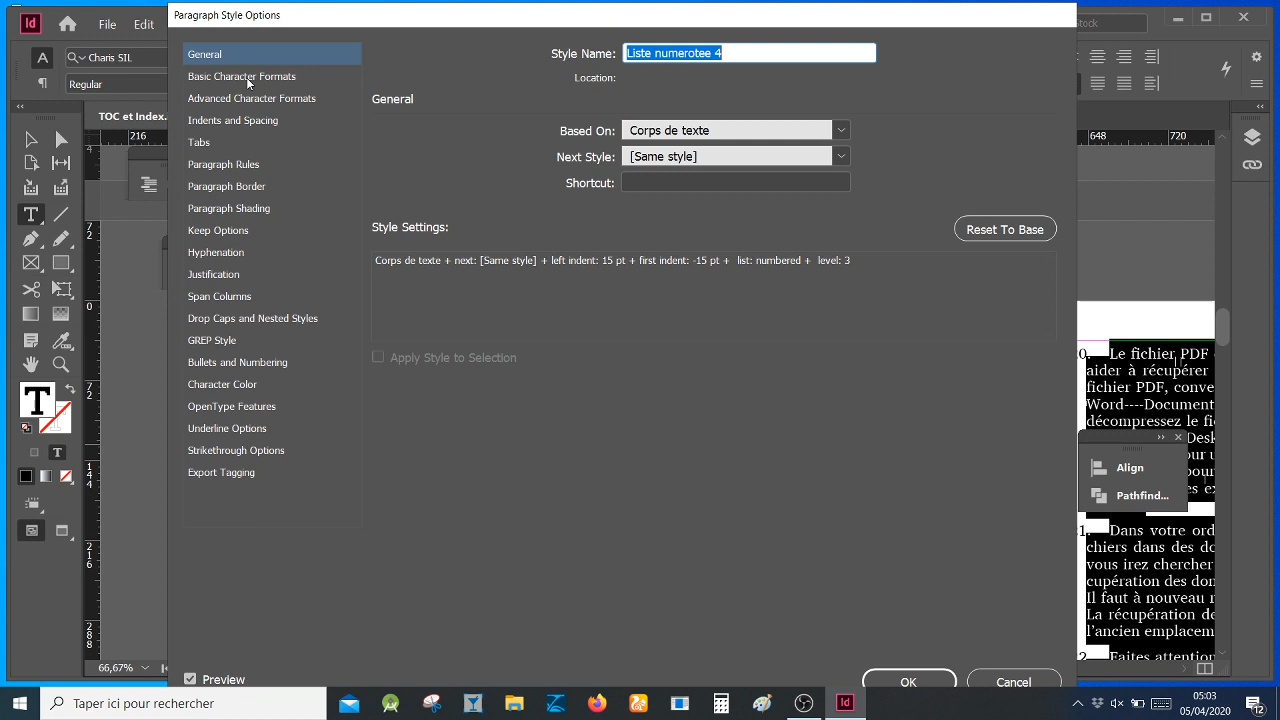 Paragraph Style Options
Id
File
Edit
Stock
Charis SIL
Regular
TOC et Index.
216
648
720
General
Basic Character Formats
Advanced Character Formats
Indents and Spacing
Tabs
Paragraph Rules
Paragraph Border
Paragraph Shading
Keep Options
Hyphenation
Justification
Span Columns
Drop Caps and Nested Styles
GREP Style
Bullets and Numbering
Character Color
OpenType Features
Underline Options
Strikethrough Options
Export Tagging
Style Name: Liste numerotee 4
Location:
General
Based On: Corps de texte
Next Style: [Same style]
Shortcut:
Style Settings:
Reset To Base
Corps de texte + next: [Same style] + left indent: 15 pt + first indent: -15 pt + list: numbered + level: 3
Apply Style to Selection
Preview
OK
Cancel
Le fichier PDF
aider à récupérer
fichier PDF, conve
Word----Document
décompressez le fi
Desk
Align
Pathfind...
21. Dans votre ord
chiers dans des do
vous irez chercher
cupération des don
Il faut à nouveau
La récupération de
l'ancien emplacem
Faites attention
66,67%
Taper ici pour rechercher
05:03
05/04/2020
12